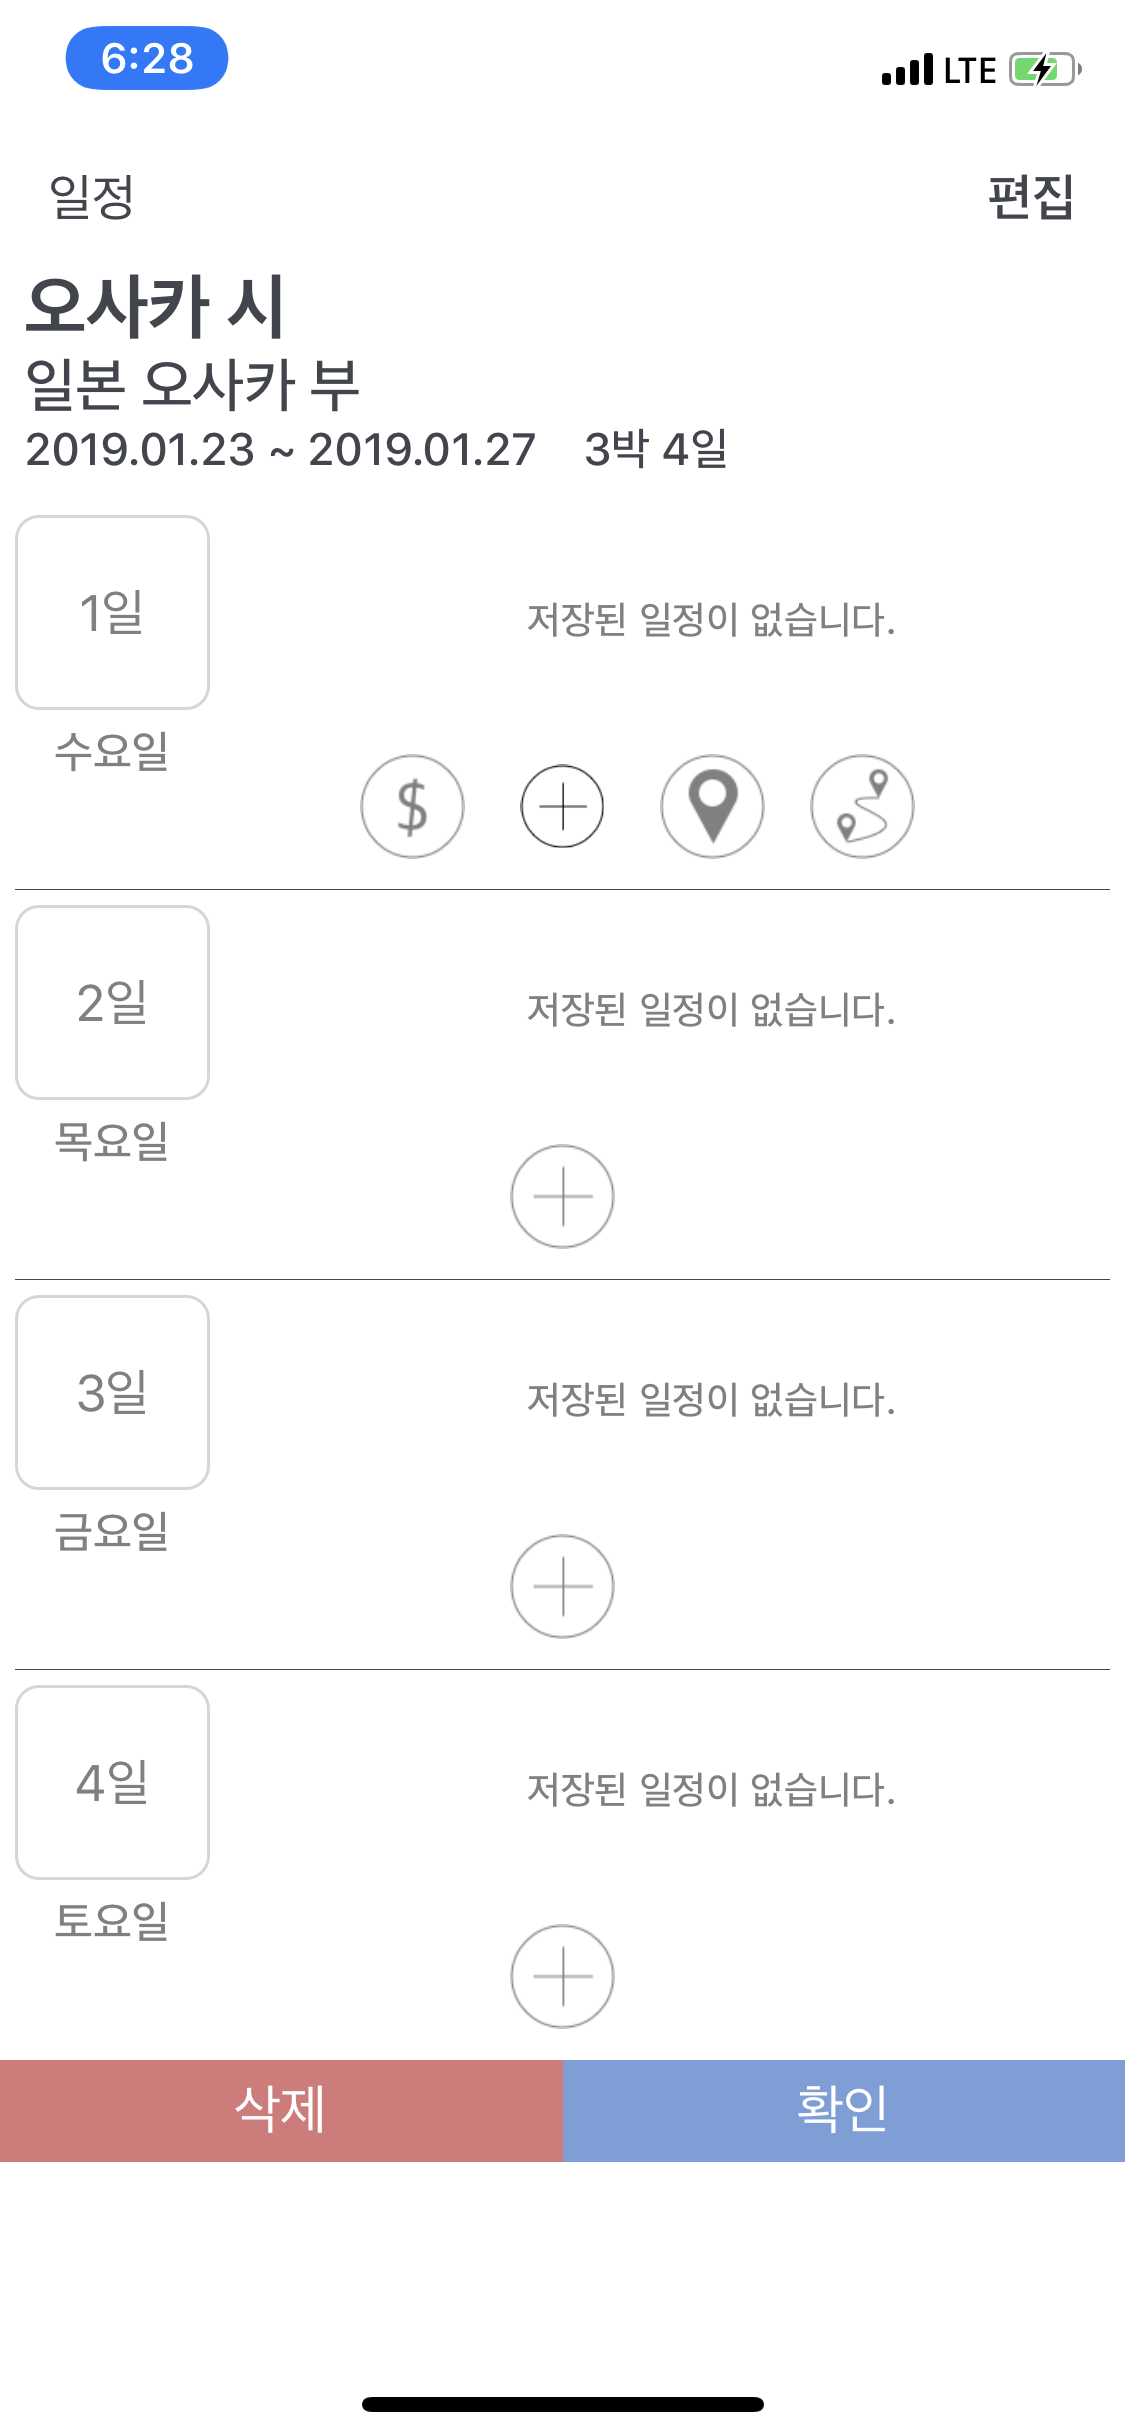 6:28
LTE
일정
편집
오사카 시
일본 오사카 부
2019.01.23 ~ 2019.01.27 3박 4일
1일
저장된 일정이 없습니다.
수요일
$
2일
저장된 일정이 없습니다.
목요일
3일
저장된 일정이 없습니다.
금요일
4일
저장된 일정이 없습니다.
토요일
삭제
확인